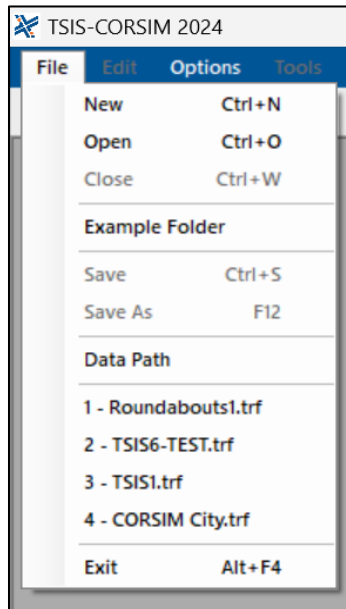 TSIS-CORSIM 2024
File Edit Options Tools
New Ctrl+N
Open Ctrl+O
Close Ctrl+W
Example Folder
Save Ctrl+S
Save As F12
Data Path
1 - Roundabouts1.trf
2 - TSIS6-TEST.trf
3 - TSIS1.trf
4 - CORSIM City.trf
Exit Alt+F4